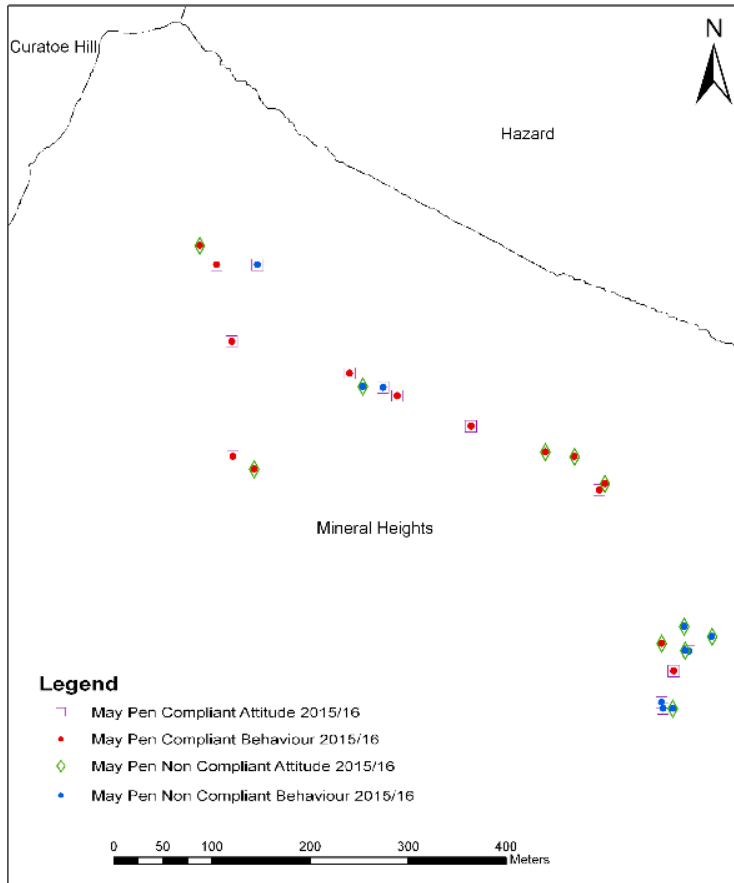 N
Curatoe Hill
Hazard
Mineral Heights
Legend
May Pen Compliant Attitude 2015/16
May Pen Compliant Behaviour 2015/16
May Pen Non Compliant Attitude 2015/16
May Pen Non Compliant Behaviour 2015/16
0 50 100 200 300 400
Meters